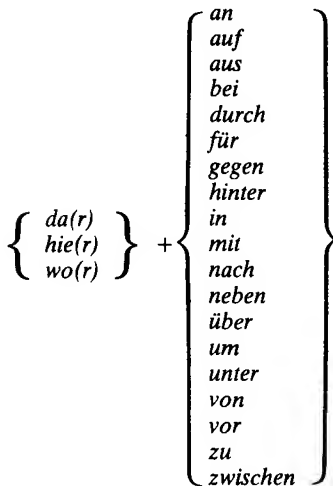 an
auf
aus
bei
durch
für
gegen
hinter
da(r)
in
hie(r) + mit
wo(r)
nach
neben
über
um
unter
von
vor
zu
zwischen